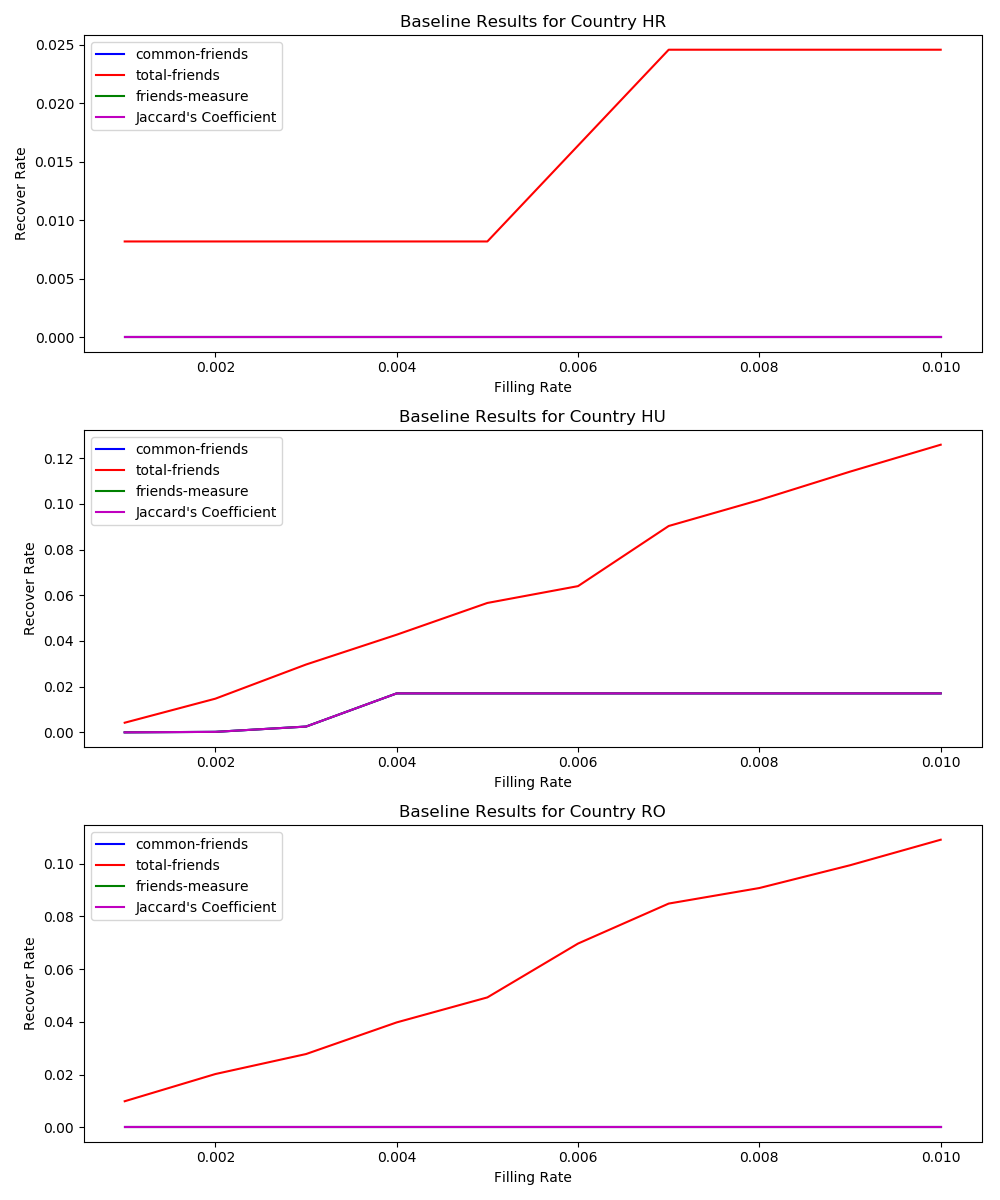 Baseline Results for Country HR
common-friends
total-friends
friends-measure
Jaccard's Coefficient
Recover Rate
0.025
0.020
0.015
0.010
0.005
0.000
0.002 0.004 0.006 0.008 0.010
Filling Rate
Baseline Results for Country HU
common-friends
total-friends
friends-measure
Jaccard's Coefficient
Recover Rate
0.12
0.10
0.08
0.06
0.04
0.02
0.00
0.002 0.004 0.006 0.008 0.010
Filling Rate
Baseline Results for Country RO
common-friends
total-friends
friends-measure
Jaccard's Coefficient
Recover Rate
0.10
0.08
0.06
0.04
0.02
0.00
0.002 0.004 0.006 0.008 0.010
Filling Rate